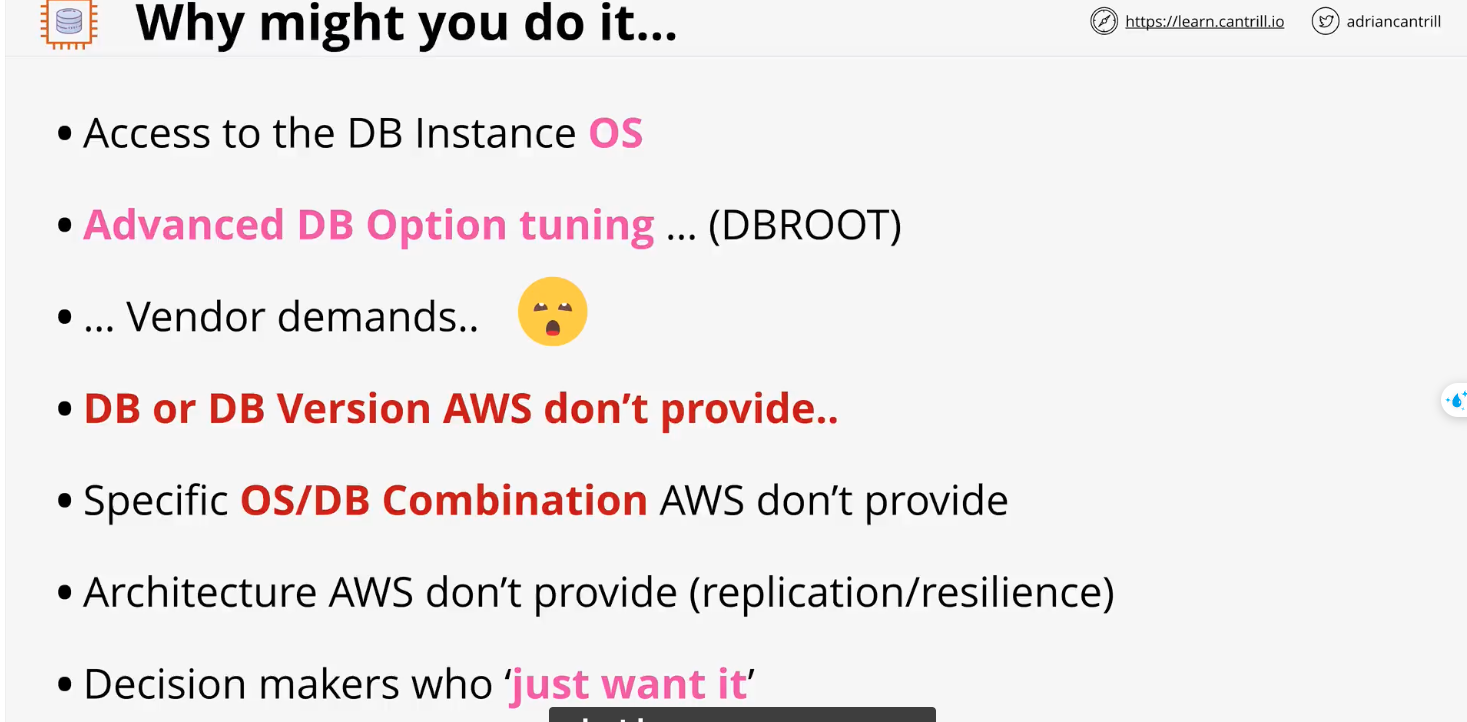 Why might you do it...
https://learn.cantrill.io
adriancantrill
• Access to the DB Instance OS
• Advanced DB Option tuning ... (DBROOT)
• ... Vendor demands..
• DB or DB Version AWS don’t provide..
• Specific OS/DB Combination AWS don’t provide
• Architecture AWS don’t provide (replication/resilience)
• Decision makers who ‘just want it’